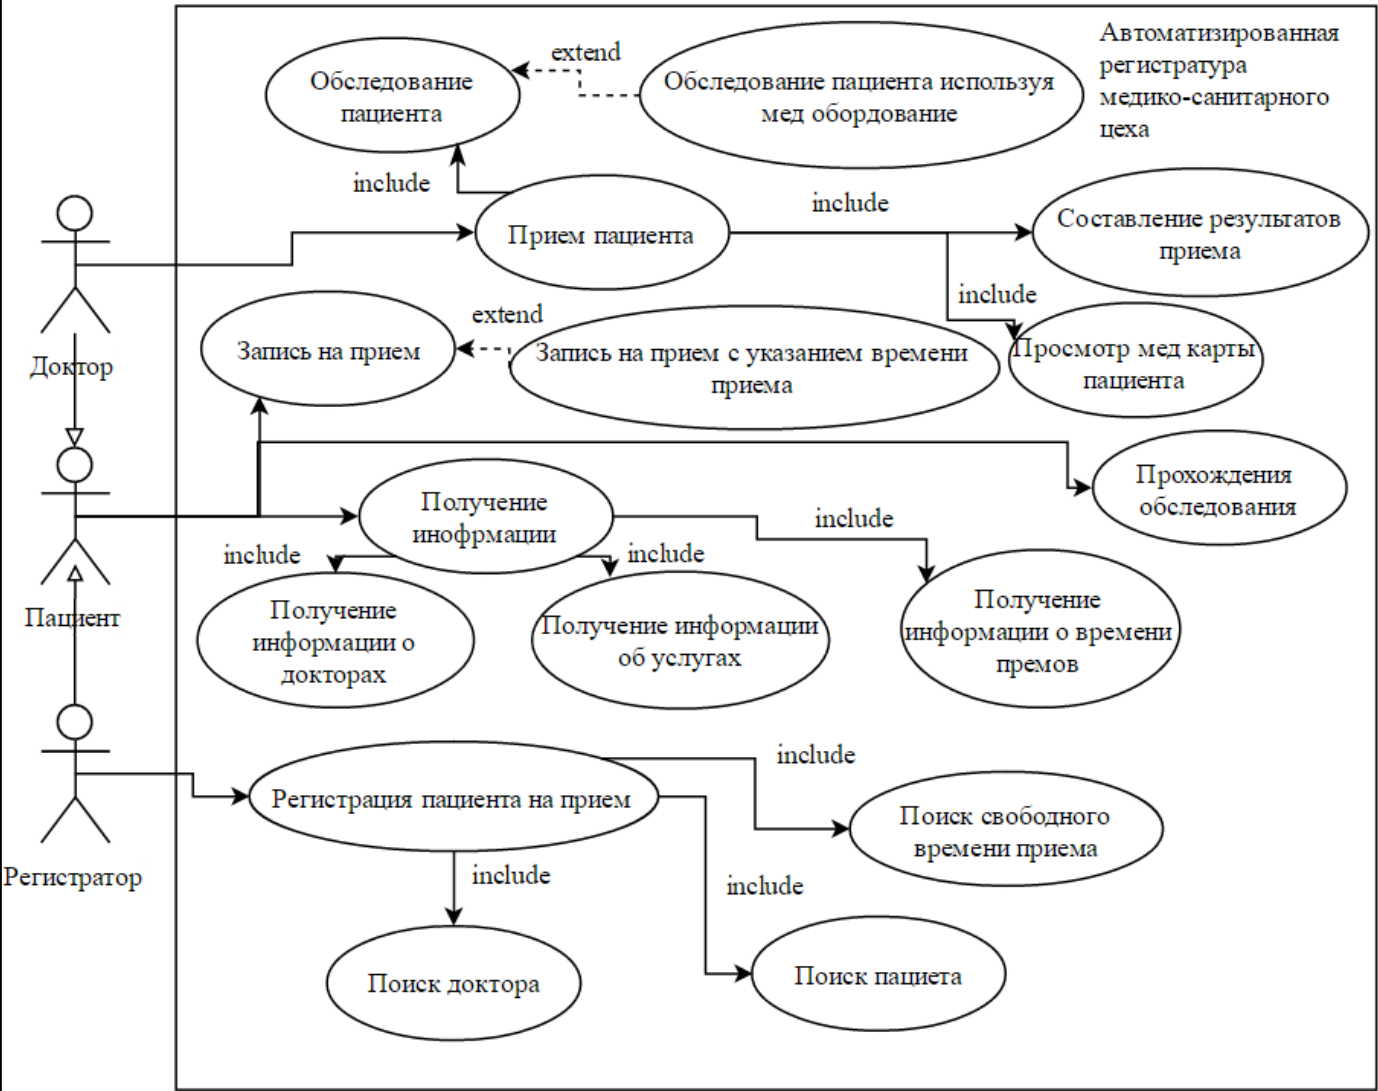 Автоматизированная
регистратура
медико-санитарного
цеха
Обследование
пациента
extend
Обследование пациента используя
мед обордование
include
Прием пациента
include
Составление результатов
приема
include
Просмотр мед карты
пациента
Доктор
Запись на прием
extend
Запись на прием с указанием времени
приема
Прохождения
обследования
Получение
инофрмации
include
include
include
Пациент
Получение
информации о
докторах
Получение информации
об услугах
Получение
информации о времени
премов
Регистратор
Регистрация пациента на прием
include
Поиск свободного
времени приема
include
include
Поиск доктора
Поиск пациета